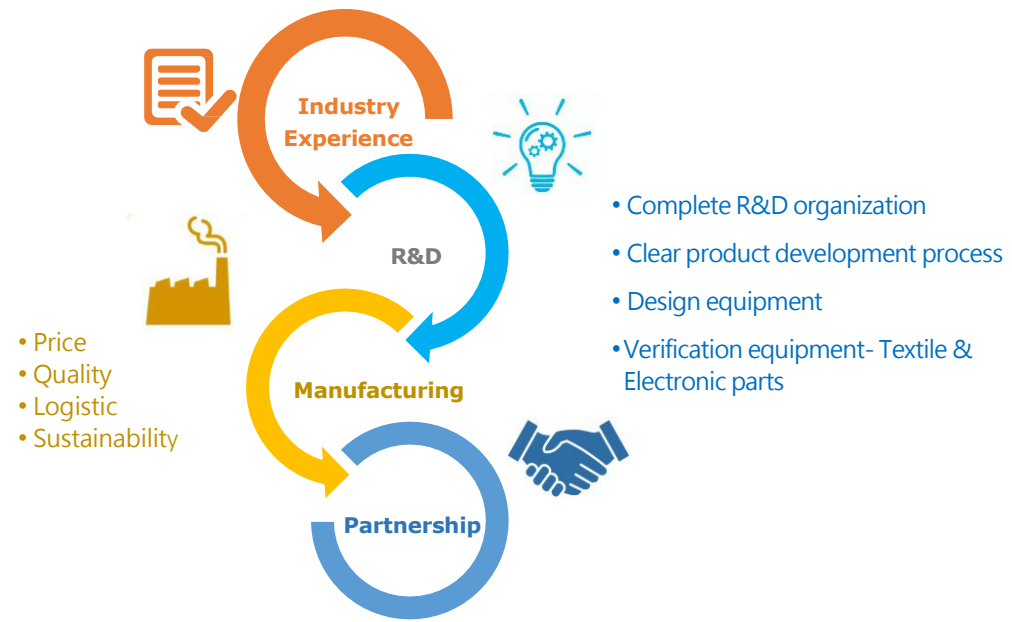 Industry
Experience
R&D
• Complete R&D organization
• Clear product development process
• Design equipment
• Verification equipment- Textile &
Electronic parts
Manufacturing
• Price
• Quality
• Logistic
• Sustainability
Partnership